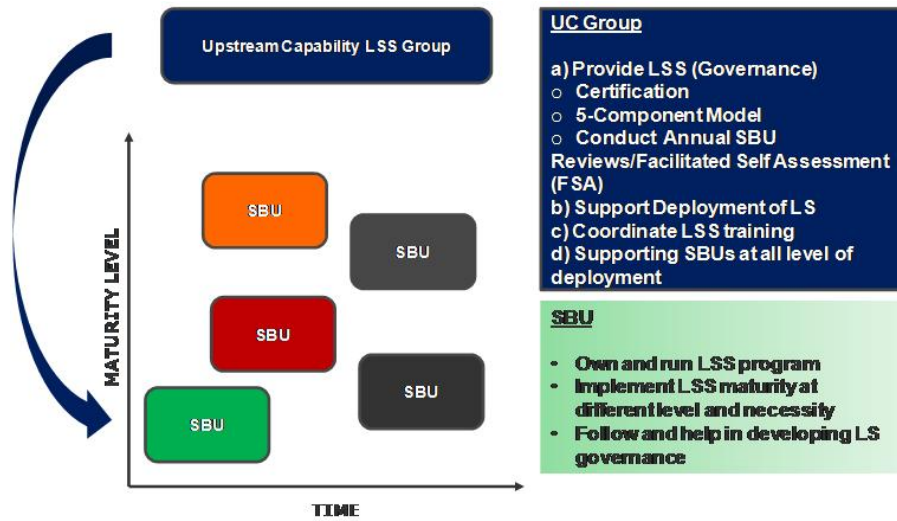 Upstream Capability LSS Group
MATURITY LEVEL
SBU
SBU
SBU
SBU
SBU
TIME
UC Group
a) Provide LSS (Governance)
o Certification
o 5-Component Model
o Conduct Annual SBU
Reviews/Facilitated Self Assessment
(FSA)
b) Support Deployment of LS
c) Coordinate LSS training
d) Supporting SBUs at all level of
deployment
SBU
• Own and run LSS program
• Implement LSS maturity at
different level and necessity
• Follow and help in developing LS
governance